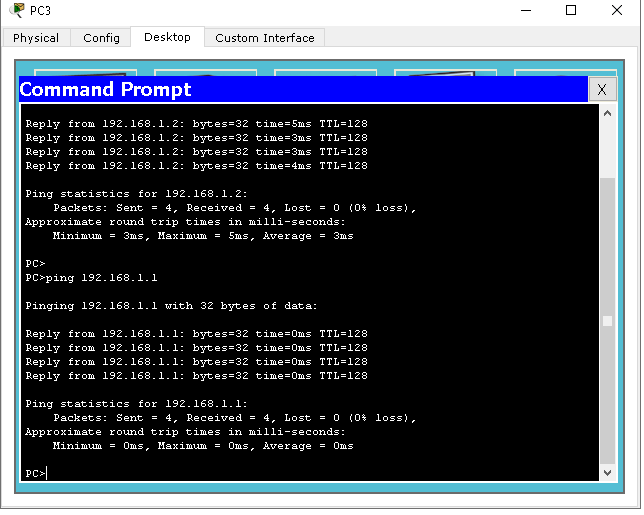 PC3
Physical Config Desktop Custom Interface
Command Prompt X
Reply from 192.168.1.2: bytes=32 time=5ms TTL=128
Reply from 192.168.1.2: bytes=32 time=3ms TTL=128
Reply from 192.168.1.2: bytes=32 time=3ms TTL=128
Reply from 192.168.1.2: bytes=32 time=4ms TTL=128
Ping statistics for 192.168.1.2:
Packets: Sent = 4, Received = 4, Lost = 0 (0% loss),
Approximate round trip times in milli-seconds:
Minimum = 3ms, Maximum = 5ms, Average = 3ms
PC>
PC>ping 192.168.1.1
Pinging 192.168.1.1 with 32 bytes of data:
Reply from 192.168.1.1: bytes=32 time=0ms TTL=128
Reply from 192.168.1.1: bytes=32 time=0ms TTL=128
Reply from 192.168.1.1: bytes=32 time=0ms TTL=128
Reply from 192.168.1.1: bytes=32 time=0ms TTL=128
Ping statistics for 192.168.1.1:
Packets: Sent = 4, Received = 4, Lost = 0 (0% loss),
Approximate round trip times in milli-seconds:
Minimum = 0ms, Maximum = 0ms, Average = 0ms
PC>